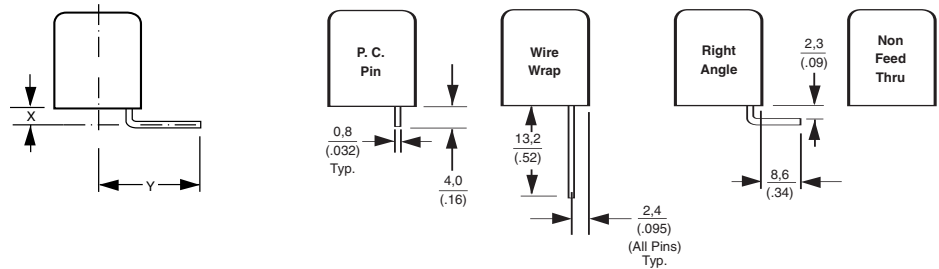 X
Y
P. C.
Pin
0,8
(.032)
Typ.
4,0
(.16)
Wire
Wrap
13,2
(.52)
2,4
(.095)
(All Pins)
Typ.
Right
Angle
2,3
(.09)
8,6
(.34)
Non
Feed
Thru